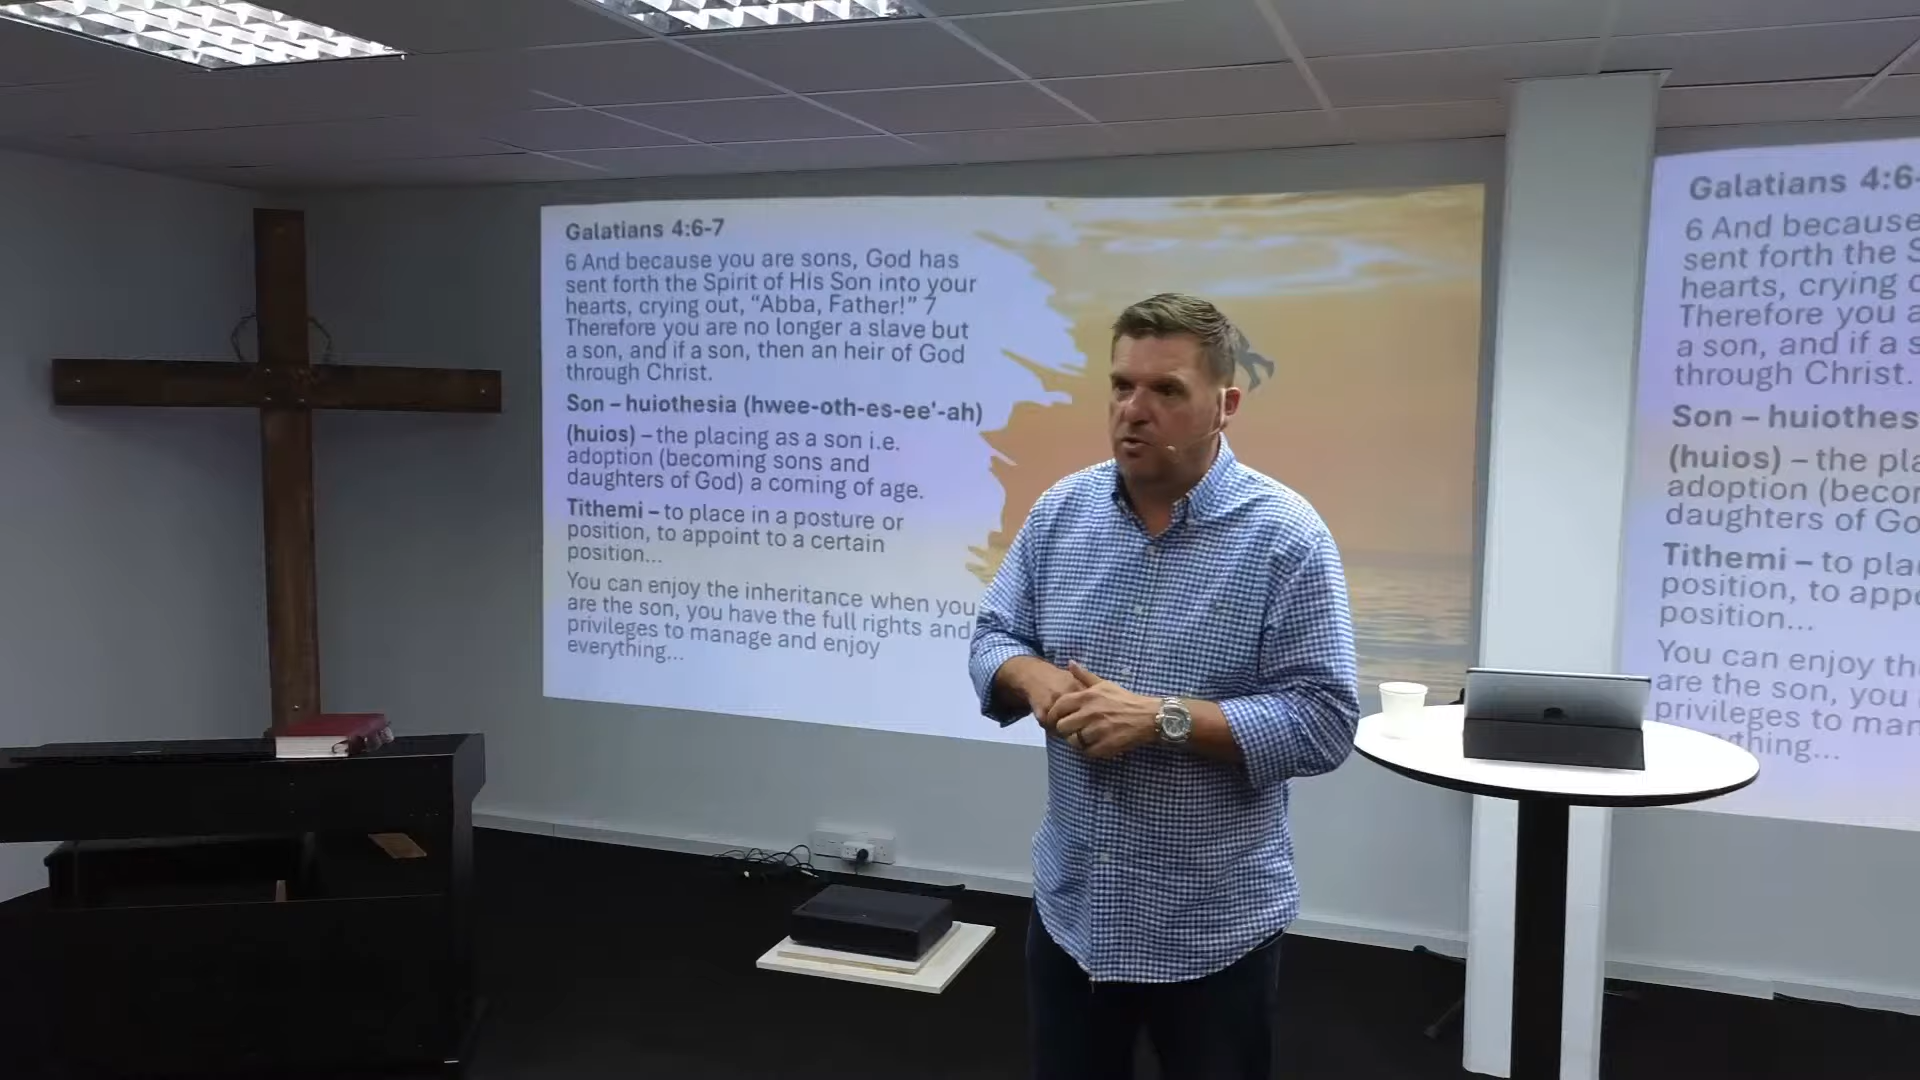 Galatians 4:6-7
6 And because you are sons, God has
sent forth the Spirit of His Son into your
hearts, crying out, “Abba, Father!” 7
Therefore you are no longer a slave but
a son, and if a son, then an heir of God
through Christ.
Son – huiothesia (hwee-oth-es-ee'-ah)
(huios) – the placing as a son i.e.
adoption (becoming sons and
daughters of God) a coming of age.
Tithemi – to place in a posture or
position, to appoint to a certain
position...
You can enjoy the inheritance when you
are the son, you have the full rights and
privileges to manage and enjoy
everything...
Galatians 4:6-
6 And because
sent forth the S
hearts, crying
Therefore you a
a son, and if a s
through Christ.
Son – huiothes
(huios) – the pla
adoption (becom
daughters of Go
Tithemi – to pla
position, to app
position...
You can enjoy th
are the son, you
privileges to man
thing...